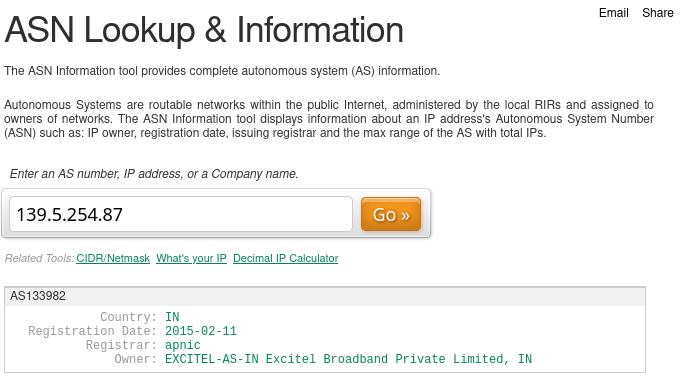 Email Share
ASN Lookup & Information
The ASN Information tool provides complete autonomous system (AS) information.
Autonomous Systems are routable networks within the public Internet, administered by the local RIRs and assigned to
owners of networks. The ASN Information tool displays information about an IP address's Autonomous System Number
(ASN) such as: IP owner, registration date, issuing registrar and the max range of the AS with total IPs.
Enter an AS number, IP address, or a Company name.
139.5.254.87 Go »
Related Tools: CIDR/Netmask What's your IP Decimal IP Calculator
AS133982
Country: IN
Registration Date: 2015-02-11
Registrar: apnic
Owner: EXCITEL-AS-IN Excitel Broadband Private Limited, IN